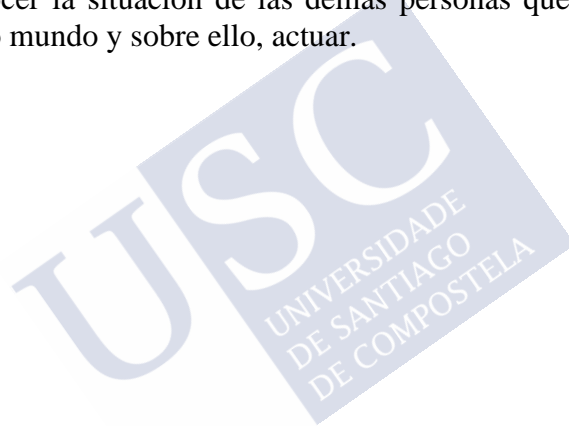 cer la situación de las demás personas que
mundo y sobre ello, actuar.
USC
UNIVERSIDADE
DE SANTIAGO
DE COMPOSTELA